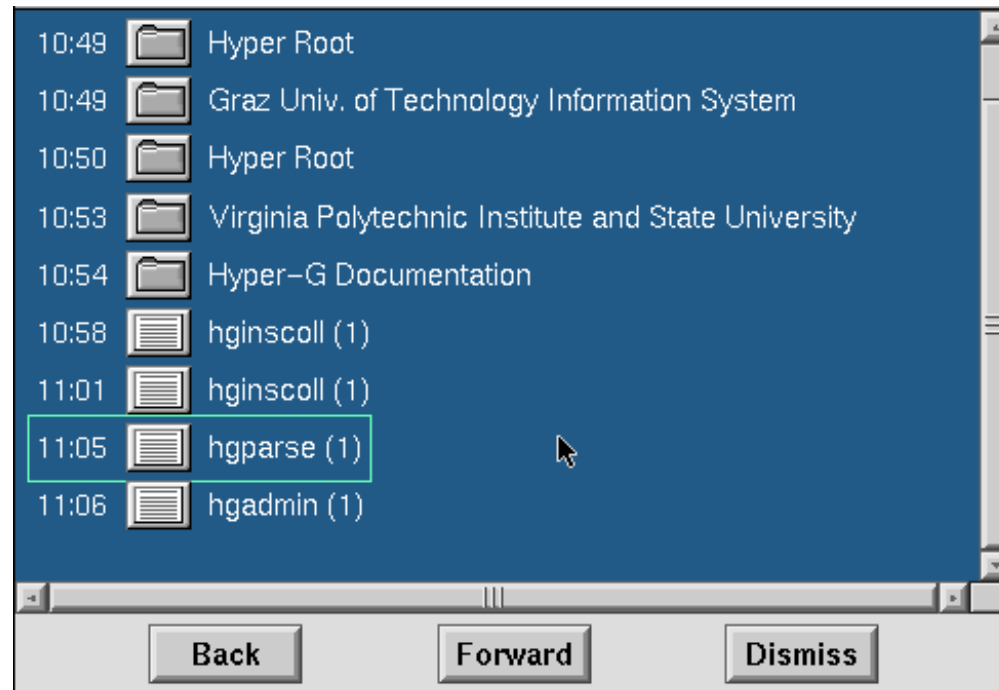 10:49 Hyper Root
10:49 Graz Univ. of Technology Information System
10:50 Hyper Root
10:53 Virginia Polytechnic Institute and State University
10:54 Hyper-G Documentation
10:58 hginscoll (1)
11:01 hginscoll (1)
11:05 hgparse (1)
11:06 hgadmin (1)
Back Forward Dismiss